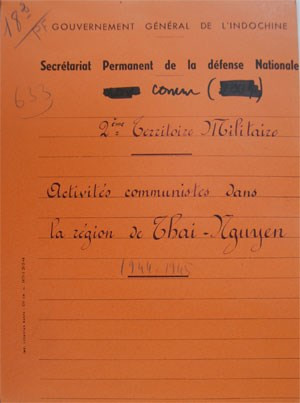 GOUVERNEMENT GÉNÉRAL DE L'INDOCHINE
Secrétariat Permanent de la défense Nationale
2ème Territoire Militaire
Activités communistes dans
la région de Thai-Nguyen
1944-1945